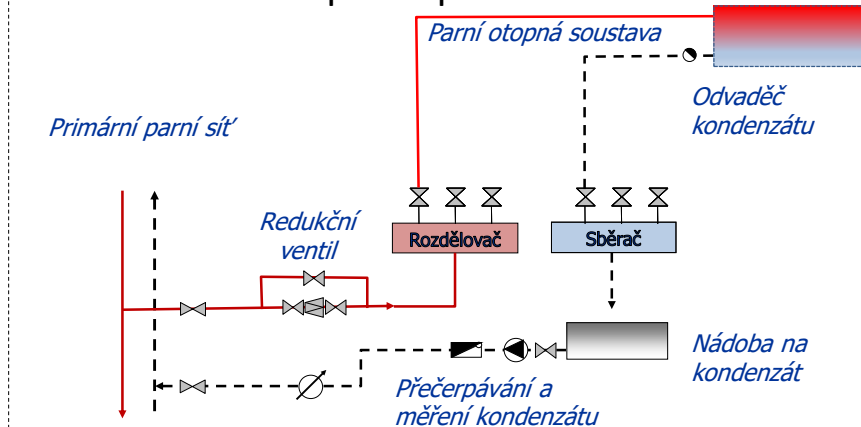 Parní otopná soustava
Odvaděč
kondenzátu
Primární parní síť
Redukční
ventil
Rozdělovač
Sběrač
Nádoba na
kondenzát
Přečerpávání a
měření kondenzátu